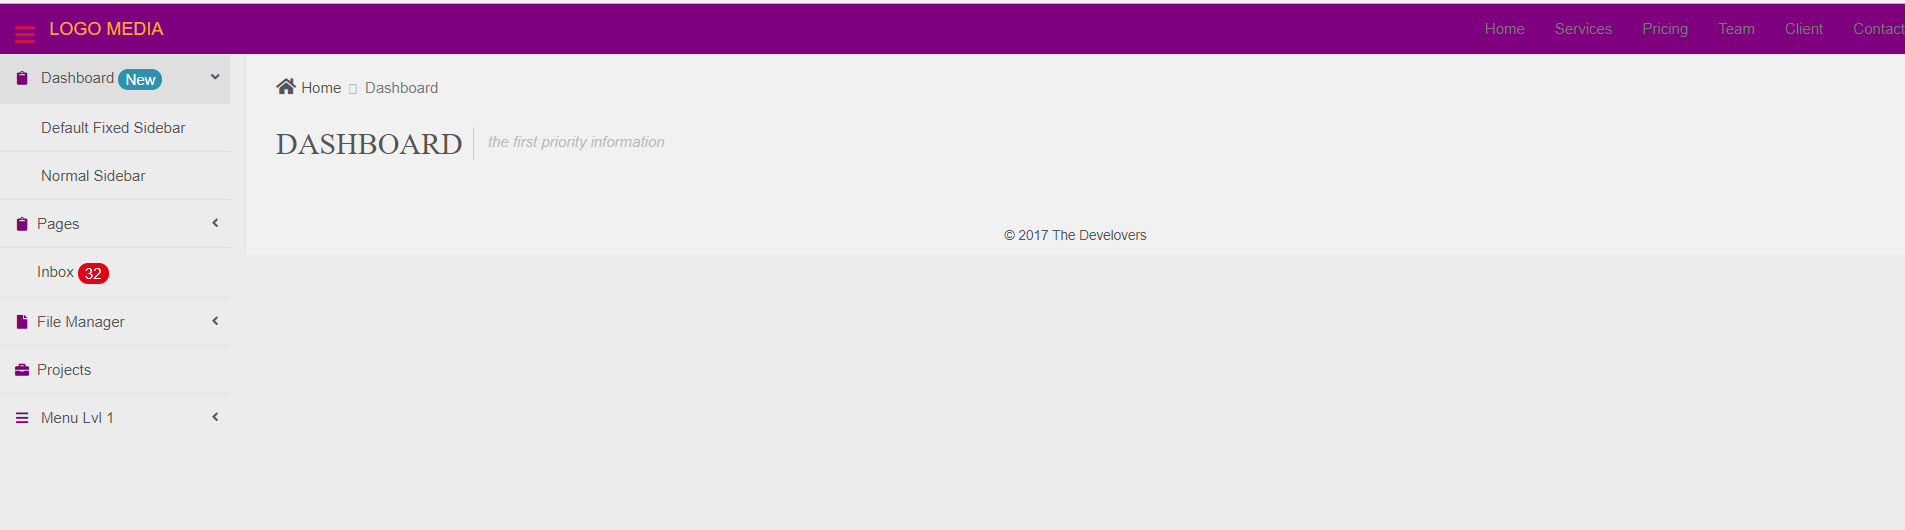 LOGO MEDIA
Home Services Pricing Team Client Contact
Dashboard New
Default Fixed Sidebar
Normal Sidebar
Pages
Inbox 32
File Manager
Projects
Menu Lvl 1
Home Dashboard
DASHBOARD the first priority information
© 2017 The Develovers